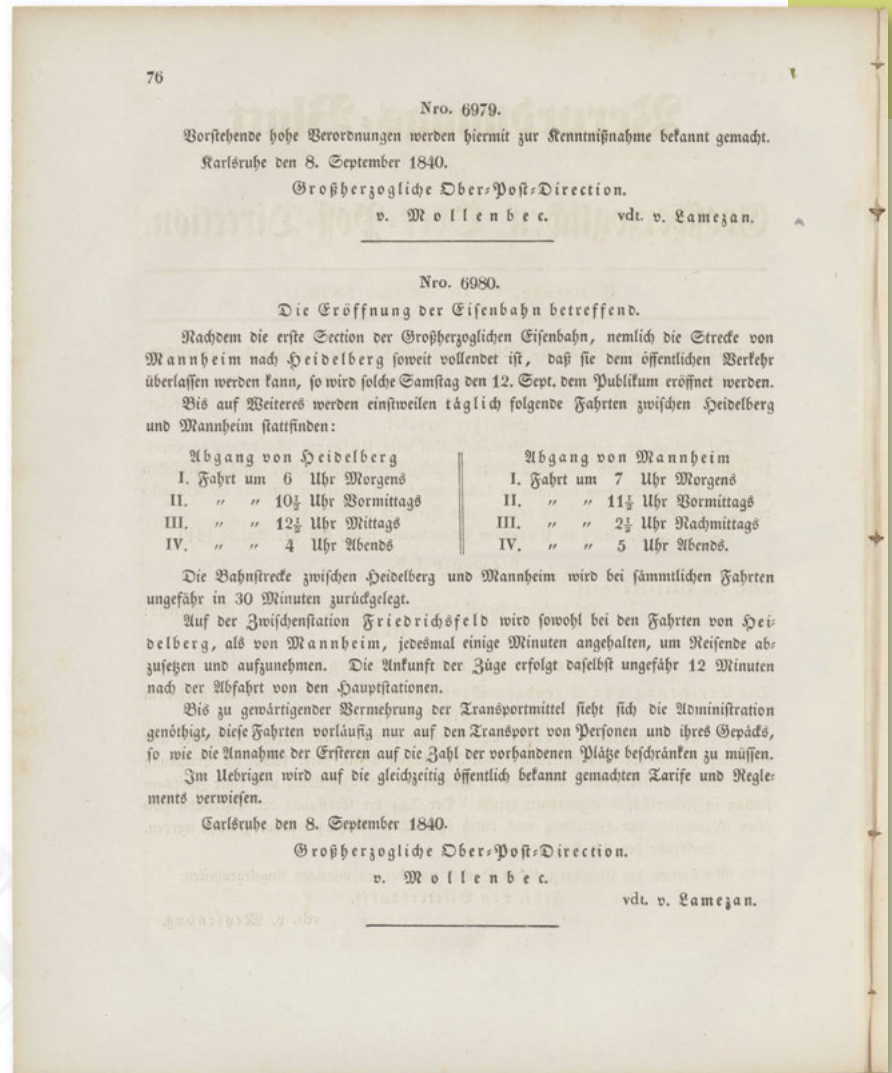 76
Nro. 6979.
Vorstehende hohe Verordnungen werden hiermit zur Kenntnißnahme bekannt gemacht.
Karlsruhe den 8. September 1840.
Großherzogliche Ober-Post-Direction.
v. Mollenbec. vdt. v. Lamezan.
Nro. 6980.
Die Eröffnung der Eisenbahn betreffend.
Nachdem die erste Section der Großherzoglichen Eisenbahn, nemlich die Strecke von
Mannheim nach Heidelberg soweit vollendet ist, daß sie dem öffentlichen Verkehr
überlassen werden kann, so wird solche Samstag den 12. Sept. dem Publikum eröffnet werden.
Bis auf Weiteres werden einstweilen täglich folgende Fahrten zwischen Heidelberg
und Mannheim stattfinden:
Abgang von Heidelberg
I. Fahrt um 6 Uhr Morgens
II. „ „ 10½ Uhr Vormittags
III. „ „ 12½ Uhr Mittags
IV. „ „ 4 Uhr Abends
Abgang von Mannheim
I. Fahrt um 7 Uhr Morgens
II. „ „ 11½ Uhr Vormittags
III. „ „ 2½ Uhr Nachmittags
IV. „ „ 5 Uhr Abends.
Die Bahnstrecke zwischen Heidelberg und Mannheim wird bei sämmtlichen Fahrten
ungefähr in 30 Minuten zurückgelegt.
Auf der Zwischenstation Friedrichsfeld wird sowohl bei den Fahrten von Hei-
delberg, als von Mannheim, jedesmal einige Minuten angehalten, um Reisende ab-
zusetzen und aufzunehmen. Die Ankunft der Züge erfolgt daselbst ungefähr 12 Minuten
nach der Abfahrt von den Hauptstationen.
Bis zu gewärtigender Vermehrung der Transportmittel sieht sich die Administration
genöthigt, diese Fahrten vorläufig nur auf den Transport von Personen und ihres Gepäcks,
so wie die Annahme der Ersteren auf die Zahl der vorhandenen Plätze beschränken zu müssen.
Im Uebrigen wird auf die gleichzeitig öffentlich bekannt gemachten Tarife und Regle-
ments verwiesen.
Carlsruhe den 8. September 1840.
Großherzogliche Ober-Post-Direction.
v. Mollenbec.
vdt. v. Lamezan.